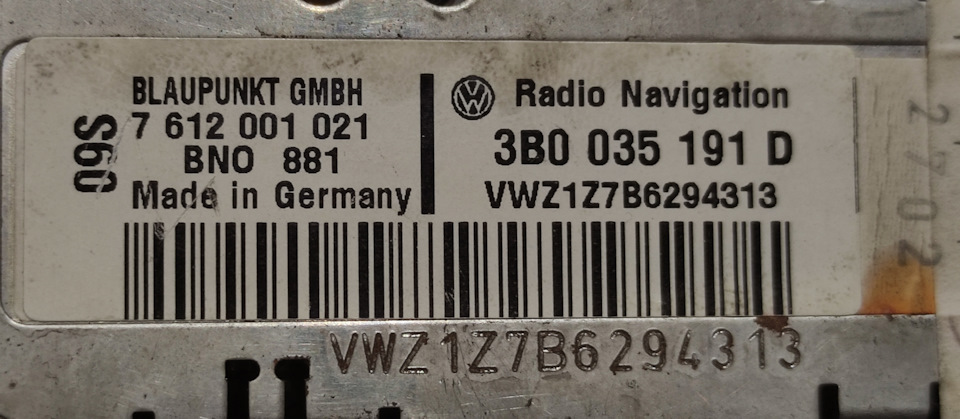 BLAUPUNKT GMBH
7 612 001 021
BNO 881
Made in Germany
S60
Radio Navigation
3B0 035 191 D
VWZ1Z7B6294313
VWZ1Z7B6294313
2702